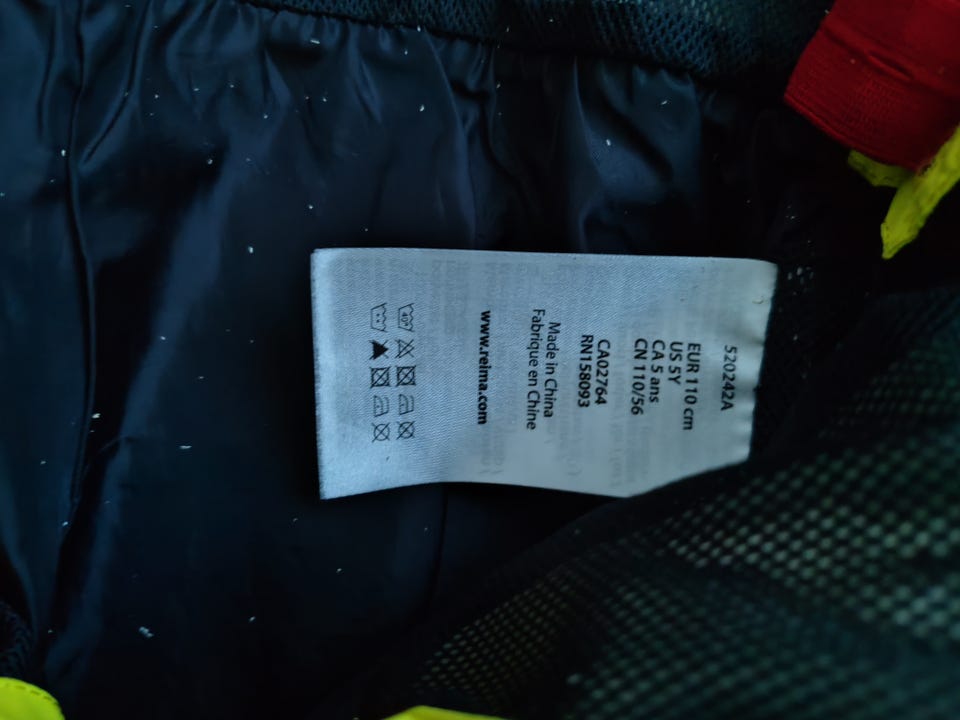 520242A
EUR 110 cm
US 5Y
CA 5 ans
CN 110/56
CA02764
RN158093
Made in China
Fabrique en Chine
www.reima.com
40